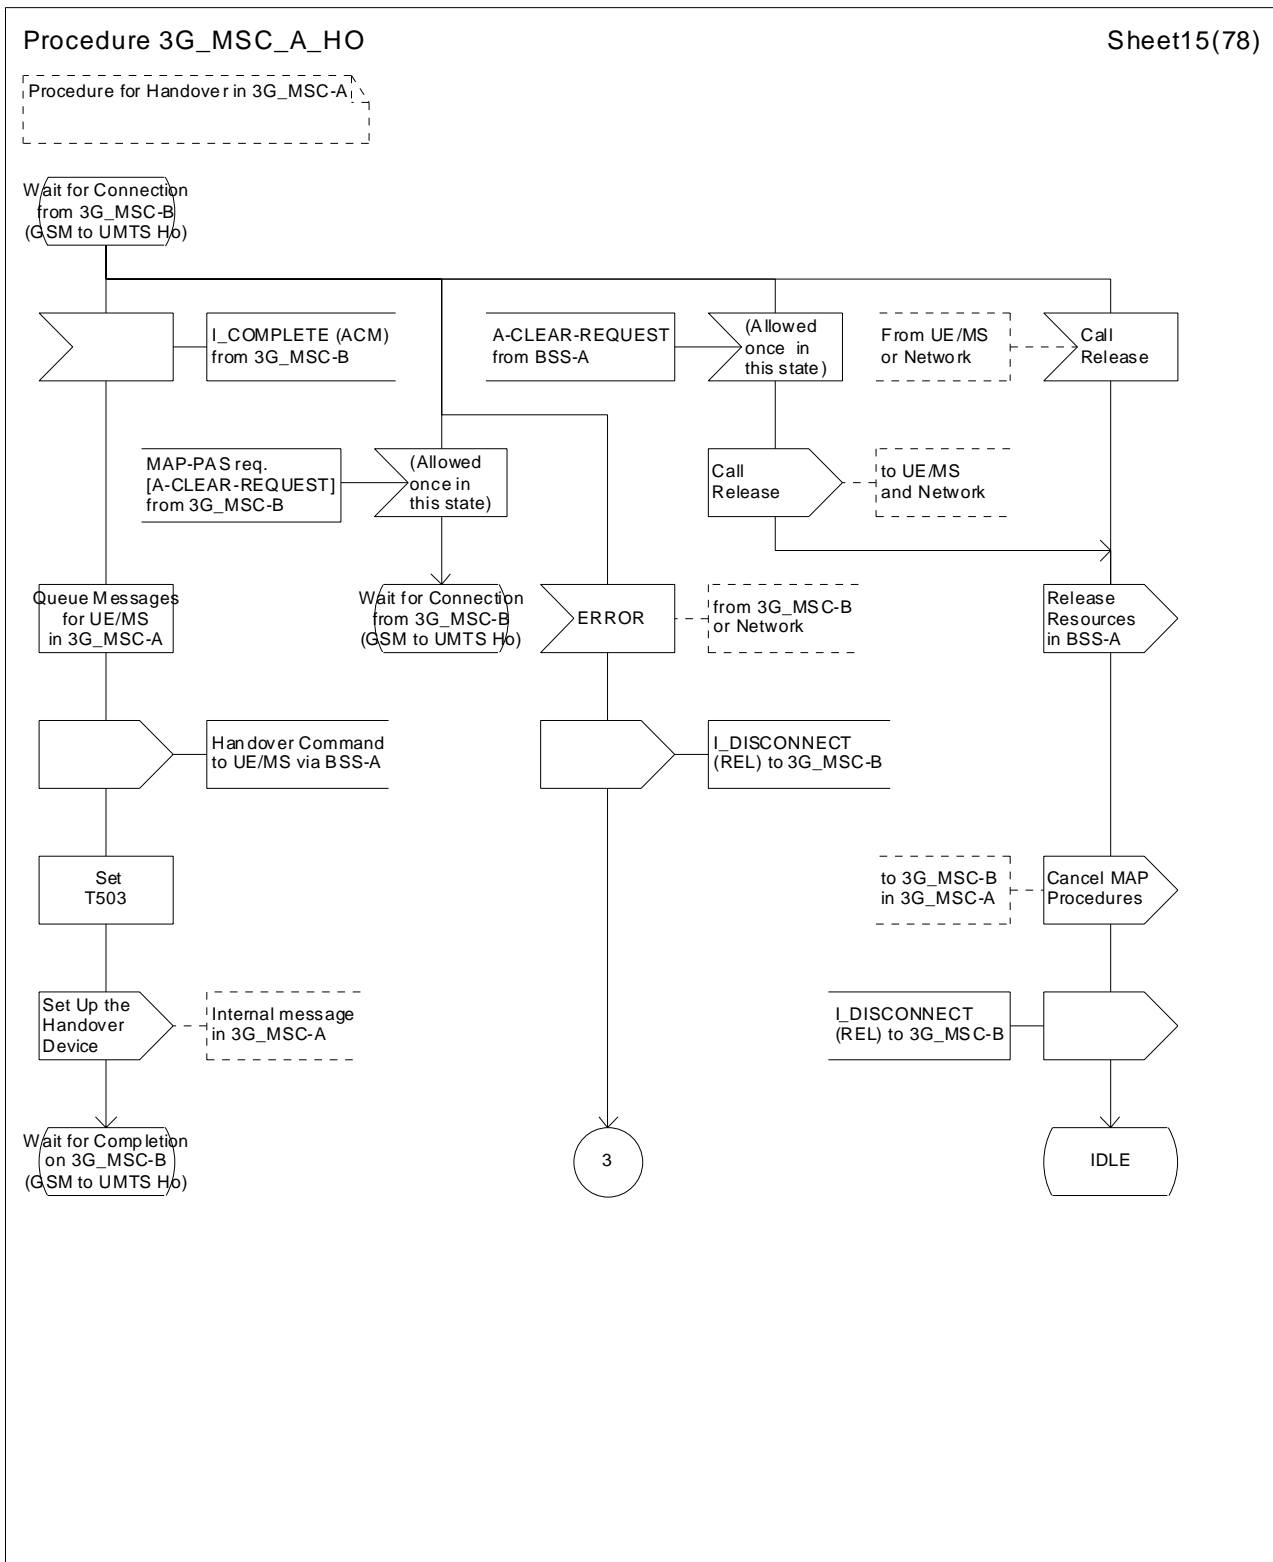 Procedure 3G_MSC_A_HO
Sheet15(78)
Procedure for Handover in 3G_MSC-A
Wait for Connection
from 3G_MSC-B
(GSM to UMTS Ho)
I_COMPLETE (ACM)
from 3G_MSC-B
A-CLEAR-REQUEST
from BSS-A
(Allowed
once in
this state)
From UE/MS
or Network
Call
Release
MAP-PAS req.
[A-CLEAR-REQUEST]
from 3G_MSC-B
(Allowed
once in
this state)
Call
Release
to UE/MS
and Network
Queue Messages
for UE/MS
in 3G_MSC-A
Wait for Connection
from 3G_MSC-B
(GSM to UMTS Ho)
ERROR
from 3G_MSC-B
or Network
Release
Resources
in BSS-A
Handover Command
to UE/MS via BSS-A
I_DISCONNECT
(REL) to 3G_MSC-B
Set
T503
to 3G_MSC-B
in 3G_MSC-A
Cancel MAP
Procedures
Set Up the
Handover
Device
Internal message
in 3G_MSC-A
I_DISCONNECT
(REL) to 3G_MSC-B
Wait for Completion
on 3G_MSC-B
(GSM to UMTS Ho)
3
IDLE